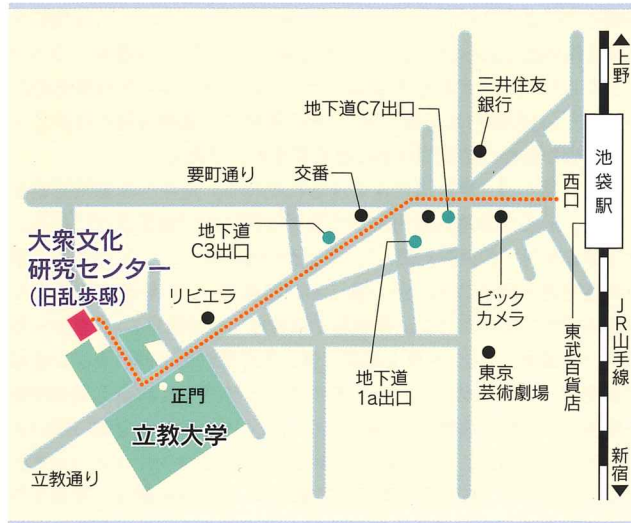 上野
三井住友
銀行
地下道C7出口
池袋駅
西口
要町通り
交番
地下道
C3出口
大衆文化
研究センター
(旧乱歩邸)
リビエラ
ビック
カメラ
東武百貨店
JR山手線
地下道
1a出口
東京
芸術劇場
正門
立教大学
立教通り
新宿